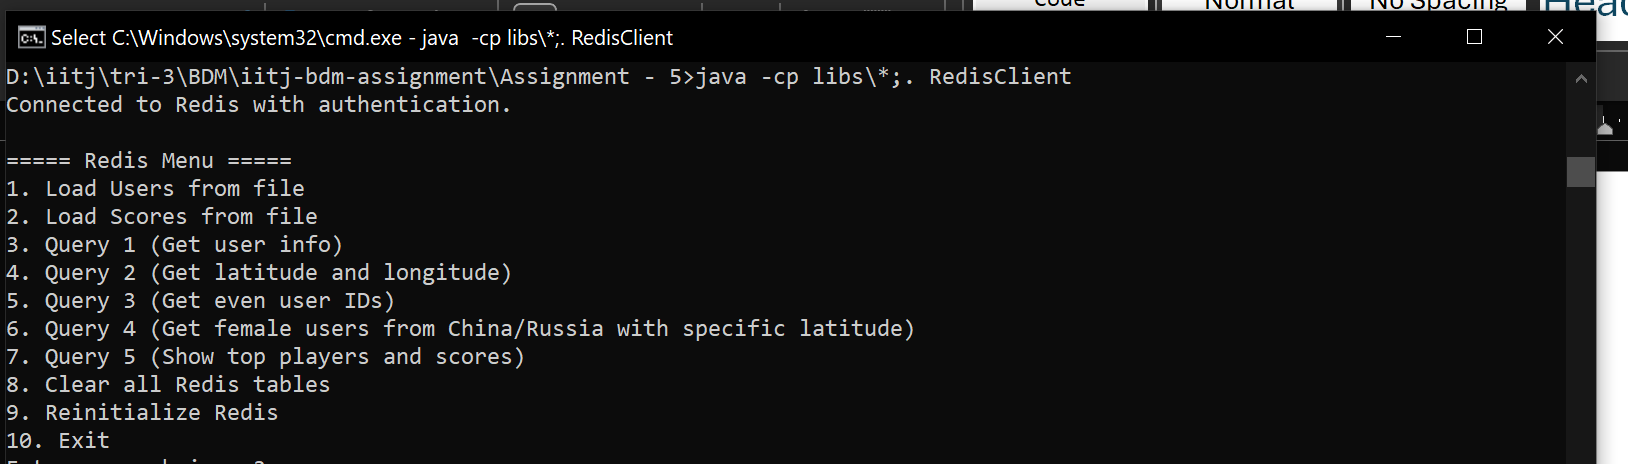 Code Normal No Spacing Head
Select C:\Windows\system32\cmd.exe - java  -cp libs\*;. RedisClient
D:\iitj\tri-3\BDM\iitj-bdm-assignment\Assignment - 5>java -cp libs\*;. RedisClient
Connected to Redis with authentication.
===== Redis Menu =====
1. Load Users from file
2. Load Scores from file
3. Query 1 (Get user info)
4. Query 2 (Get latitude and longitude)
5. Query 3 (Get even user IDs)
6. Query 4 (Get female users from China/Russia with specific latitude)
7. Query 5 (Show top players and scores)
8. Clear all Redis tables
9. Reinitialize Redis
10. Exit